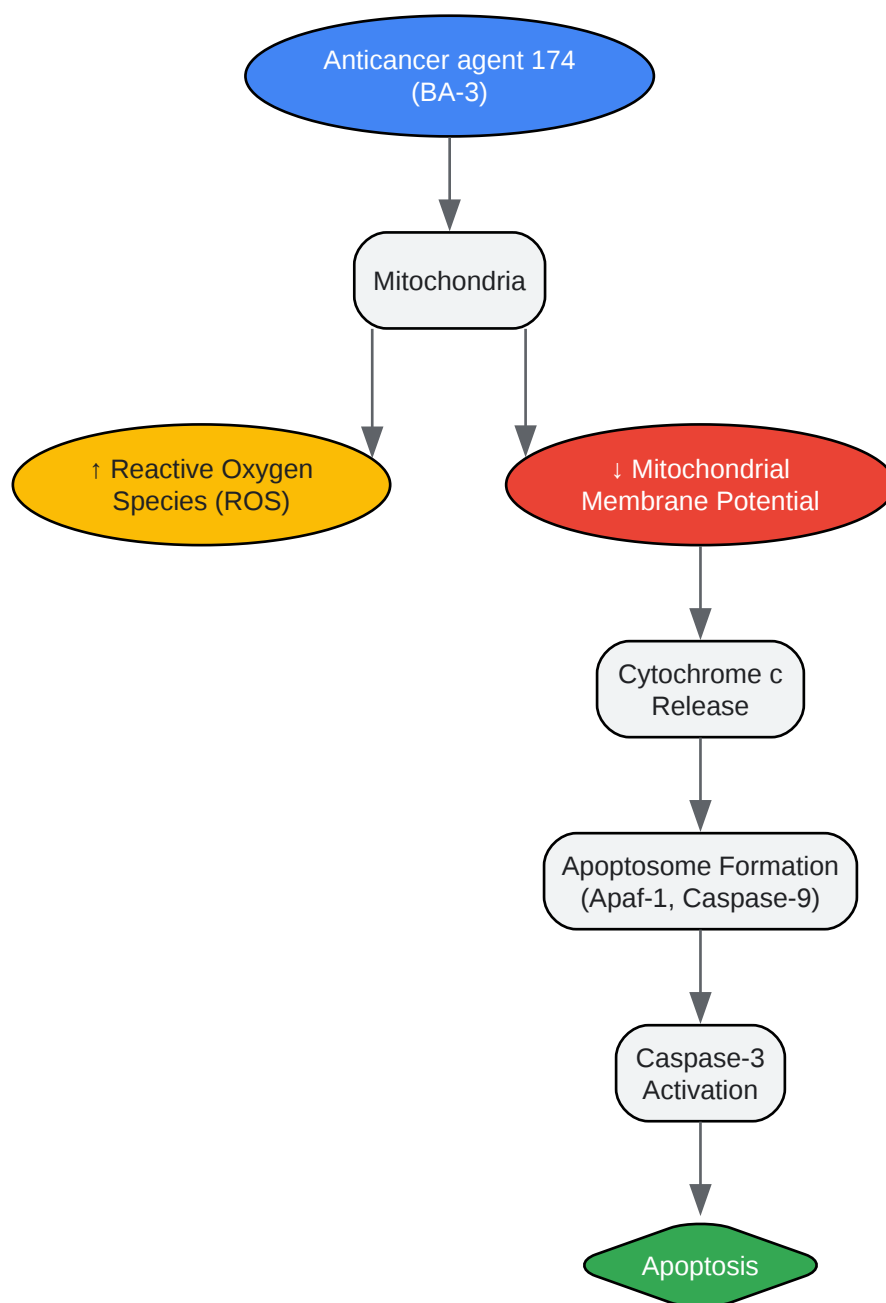 Anticancer agent 174
(BA-3)
Mitochondria
↑ Reactive Oxygen
Species (ROS)
↓ Mitochondrial
Membrane Potential
Cytochrome c
Release
Apoptosome Formation
(Apaf-1, Caspase-9)
Caspase-3
Activation
Apoptosis